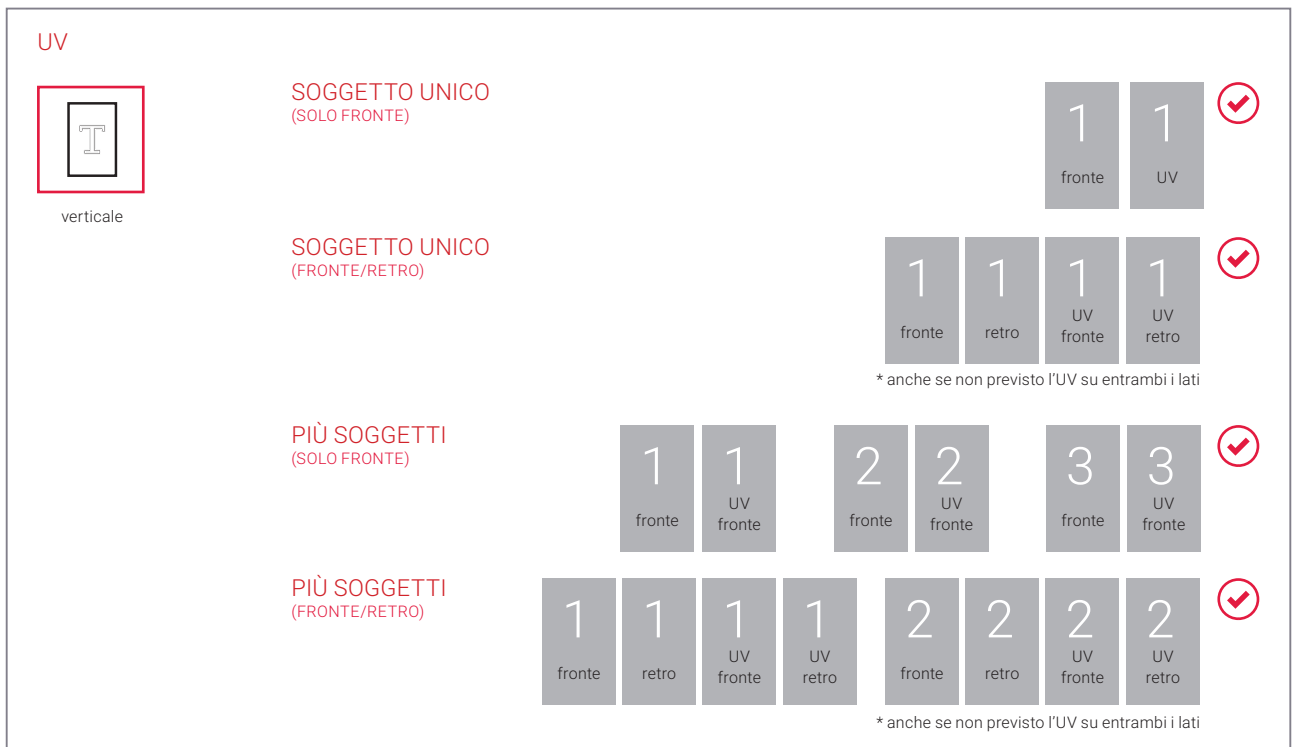 UV
T
verticale
SOGGETTO UNICO
(SOLO FRONTE)
1 1
fronte UV
SOGGETTO UNICO
(FRONTE/RETRO)
1 1 1 1
UV UV
fronte retro fronte retro
* anche se non previsto l'UV su entrambi i lati
PIÙ SOGGETTI
(SOLO FRONTE)
1 1 2 2 3 3
UV UV UV
fronte fronte fronte fronte fronte fronte
PIÙ SOGGETTI
(FRONTE/RETRO)
1 1 1 1 2 2 2 2
UV UV UV UV
fronte retro fronte retro fronte retro fronte retro
* anche se non previsto l'UV su entrambi i lati